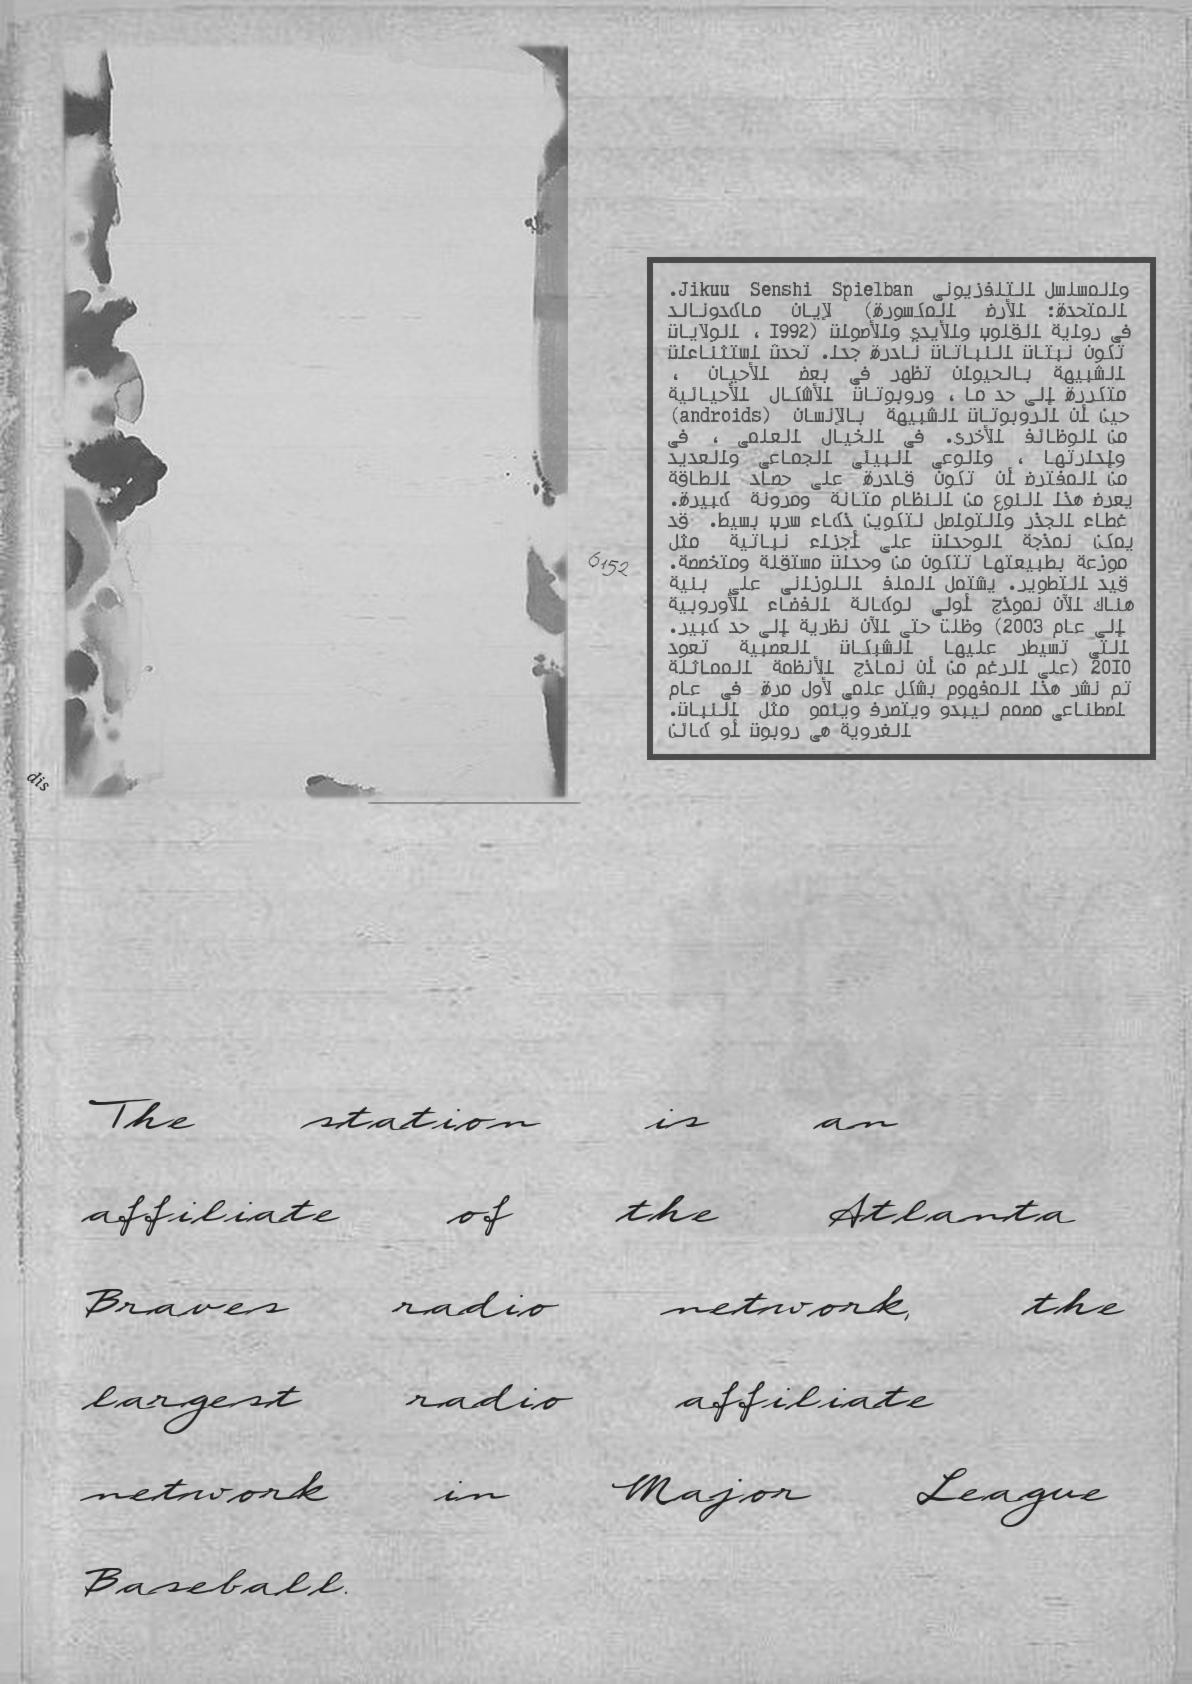 والمسلسل التلفزيوني Jikuu Senshi Spielban.
المتحدة: الأرض المكسورة) لإيان ماكدونالد
في رواية القلوب والأيدي والأصوات (1992 ، الولايات
تكون نبتات النباتات نادرة جدا. تحدث استثناءات
الشبيهة بالحيوان تظهر في بعض الأحيان ،
متكررة إلى حد ما ، وروبوتات الأشكال الأحيائية
حين أن الروبوتات الشبيهة بالإنسان (androids)
من الوظائف الأخرى. في الخيال العلمي ، في
وإدارتها ، والوعي البيئي الجماعي والعديد
من المفترض أن تكون قادرة على حصاد الطاقة
يعرض هذا النوع من النظام متانة ومرونة كبيرة.
غطاء الجذر والتواصل لتكوين ذكاء سرب بسيط. قد
يمكن نمذجة الوحدات على أجزاء نباتية مثل
موزعة بطبيعتها تتكون من وحدات مستقلة ومتخصصة.
قيد التطوير. يشتمل الملف اللوزاني على بنية
هناك الآن نموذج أولي لوكالة الفضاء الأوروبية
إلى عام 2003) وظلت حتى الآن نظرية إلى حد كبير.
التي تسيطر عليها الشبكات العصبية تعود
2010 (على الرغم من أن نماذج الأنظمة المماثلة
تم نشر هذا المفهوم بشكل علمي لأول مرة في عام
اصطناعي مصمم ليبدو ويتصرف وينمو مثل النبات.
الغروية هي روبوت أو كائن
6152
dis
The station is an
affiliate of the Atlanta
Braves radio network, the
largest radio affiliate
network in Major League
Baseball.